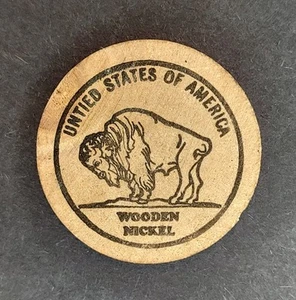 UNTIED STATES OF AMERICA
WOODEN
NICKEL